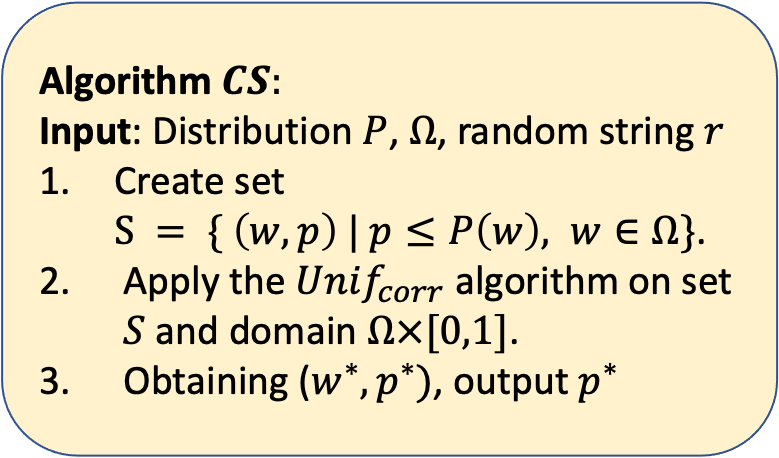 Algorithm CS:
Input: Distribution P, Ω, random string r
1. Create set
S = { (w, p) | p ≤ P(w), w ∈ Ω}.
2. Apply the Unif_corr algorithm on set
S and domain Ω×[0,1].
3. Obtaining (w*, p*), output p*